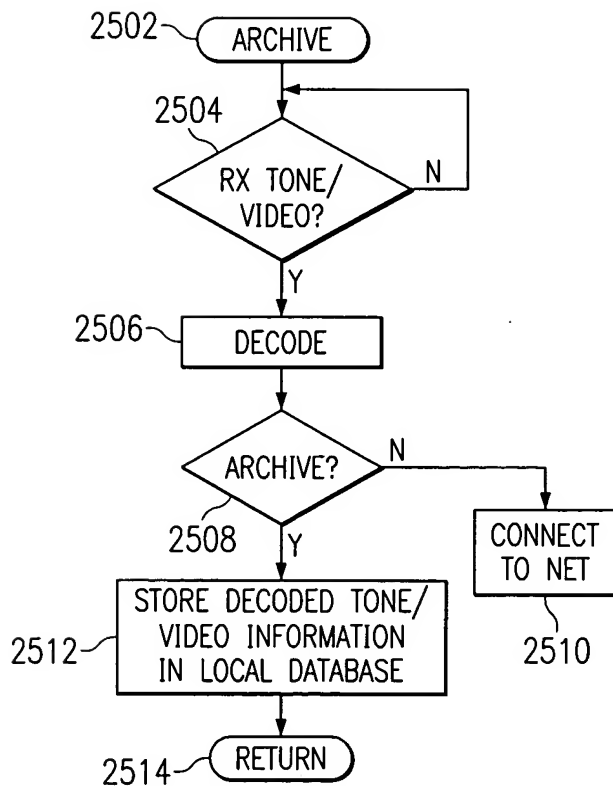 2502
ARCHIVE
2504
RX TONE/
VIDEO?
N
Y
2506
DECODE
ARCHIVE?
N
2508
Y
CONNECT
TO NET
2510
STORE DECODED TONE/
VIDEO INFORMATION
IN LOCAL DATABASE
2512
RETURN
2514